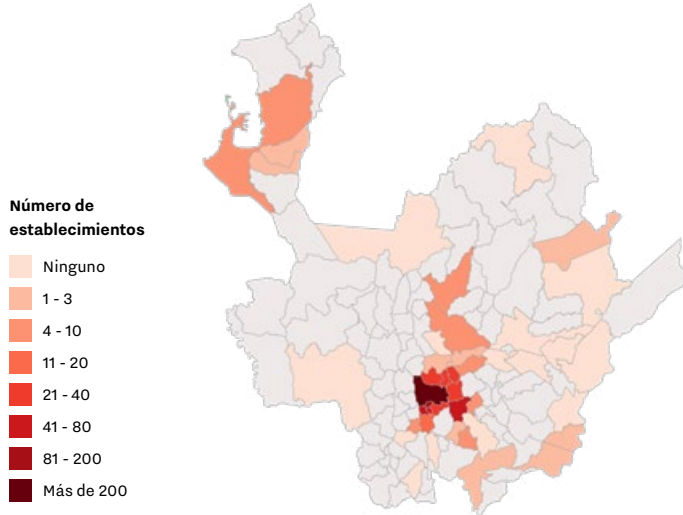 Número de
establecimientos
Ninguno
1 - 3
4 - 10
11 - 20
21 - 40
41 - 80
81 - 200
Más de 200